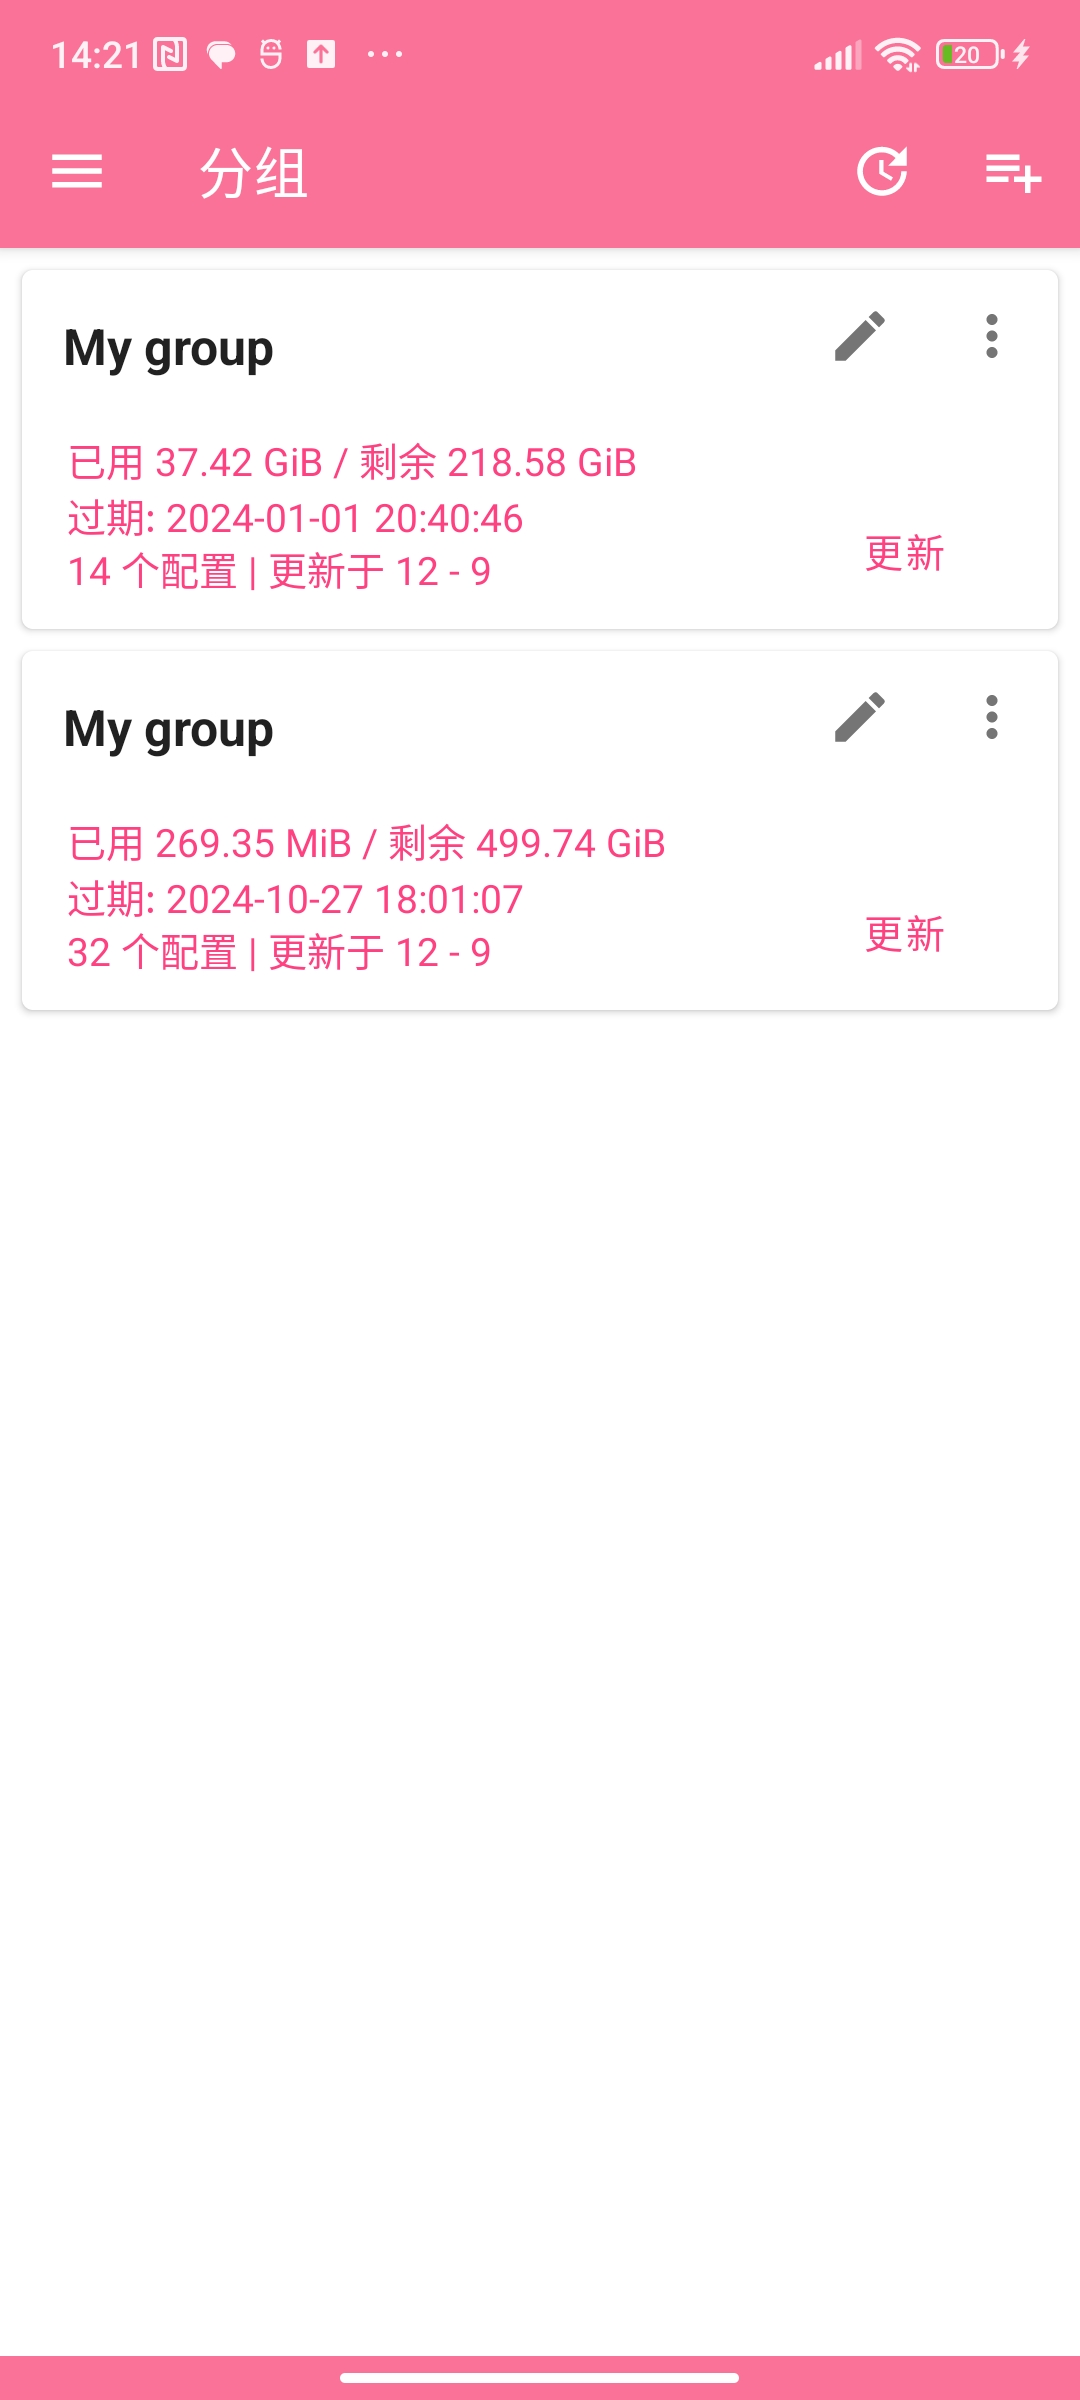 14:21
20
分组
My group
已用 37.42 GiB / 剩余 218.58 GiB
过期: 2024-01-01 20:40:46
14 个配置 | 更新于 12 - 9
更新
My group
已用 269.35 MiB / 剩余 499.74 GiB
过期: 2024-10-27 18:01:07
32 个配置 | 更新于 12 - 9
更新